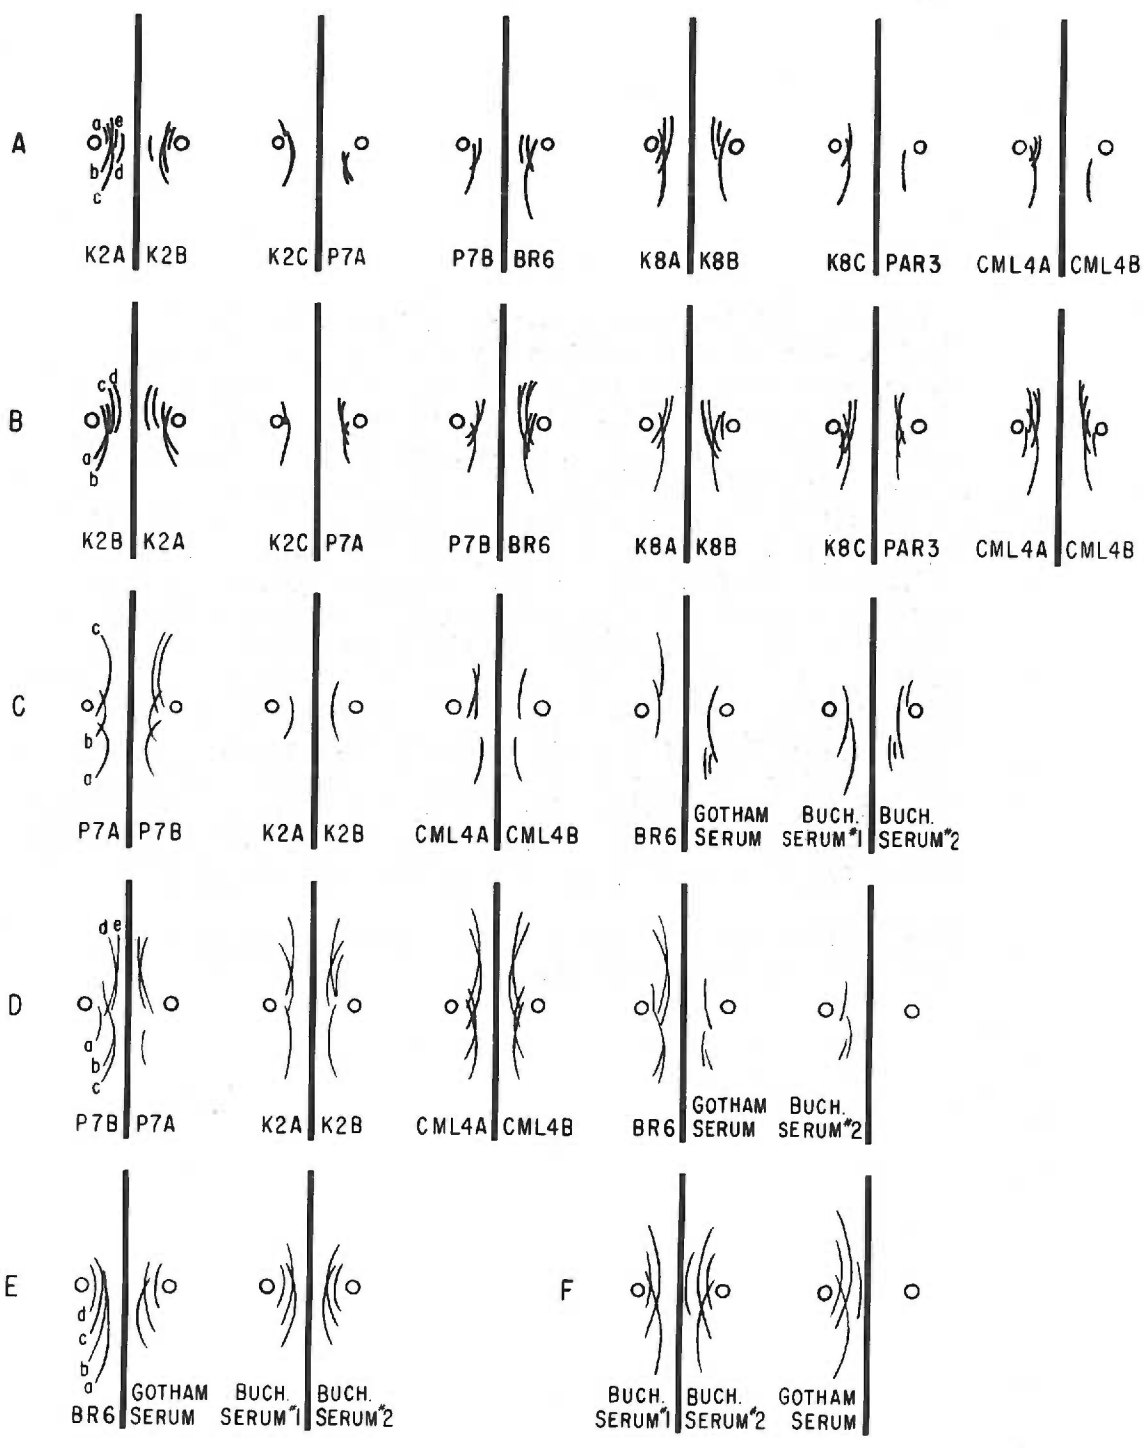 A
a e
b d
c
K2A K2B K2C P7A P7B BR6 K8A K8B K8C PAR3 CML4A CML4B
B
c d
a
b
K2B K2A K2C P7A P7B BR6 K8A K8B K8C PAR3 CML4A CML4B
C
c
b
a
P7A P7B K2A K2B CML4A CML4B BR6 GOTHAM SERUM BUCH. SERUM#1 BUCH. SERUM#2
D
d e
a
b
c
P7B P7A K2A K2B CML4A CML4B BR6 GOTHAM SERUM BUCH. SERUM#2
E
d
c
b
a
BR6 GOTHAM SERUM BUCH. SERUM#1 BUCH. SERUM#2
F
BUCH. SERUM#1 BUCH. SERUM#2 GOTHAM SERUM